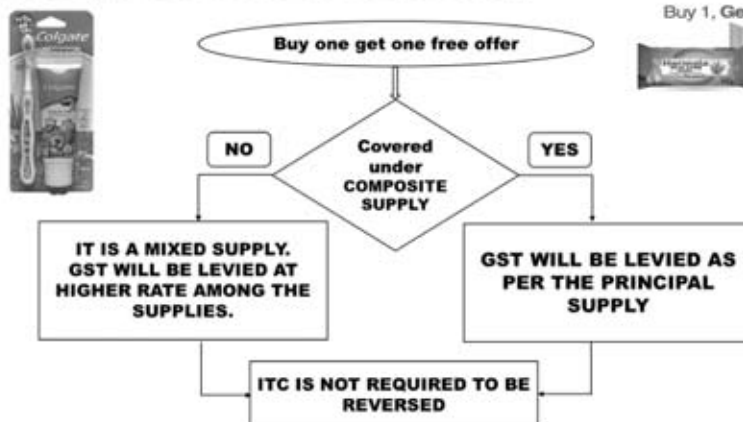 Colgate
Buy one get one free offer
Buy 1, Ge
NO
Covered
under
COMPOSITE
SUPPLY
YES
IT IS A MIXED SUPPLY.
GST WILL BE LEVIED AT
HIGHER RATE AMONG THE
SUPPLIES.
GST WILL BE LEVIED AS
PER THE PRINCIPAL
SUPPLY
ITC IS NOT REQUIRED TO BE
REVERSED